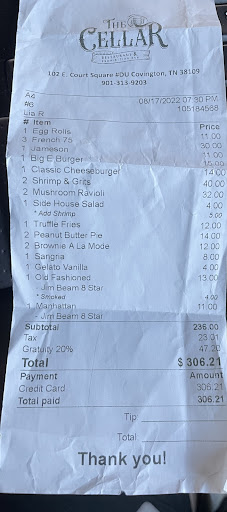 THE
CELLAR
102 E. Court Square #DU Covington, TN 38109
901-313-9203
A4
#6
08/17/2022 07:30 PM
Lia R
105184568
# Item Price
1 Egg Rolls 11.00
3 French 75 30.00
1 Jameson 11.00
1 Big E Burger 15.00
1 Classic Cheeseburger 14.00
2 Shrimp & Grits 40.00
2 Mushroom Ravioli 32.00
1 Side House Salad 4.00
* Add Shrimp 5.00
1 Truffle Fries 12.00
2 Peanut Butter Pie 14.00
2 Brownie A La Mode 12.00
1 Sangria 8.00
1 Gelato Vanilla 4.00
1 Old Fashioned 13.00
- Jim Beam 8 Star
* Smoked 4.00
1 Manhattan 11.00
- Jim Beam 8 Star
Subtotal 236.00
Tax 23.01
Gratuity 20% 47.20
Total $ 306.21
Payment Amount
Credit Card 306.21
Total paid 306.21
Tip
Total
Thank you!